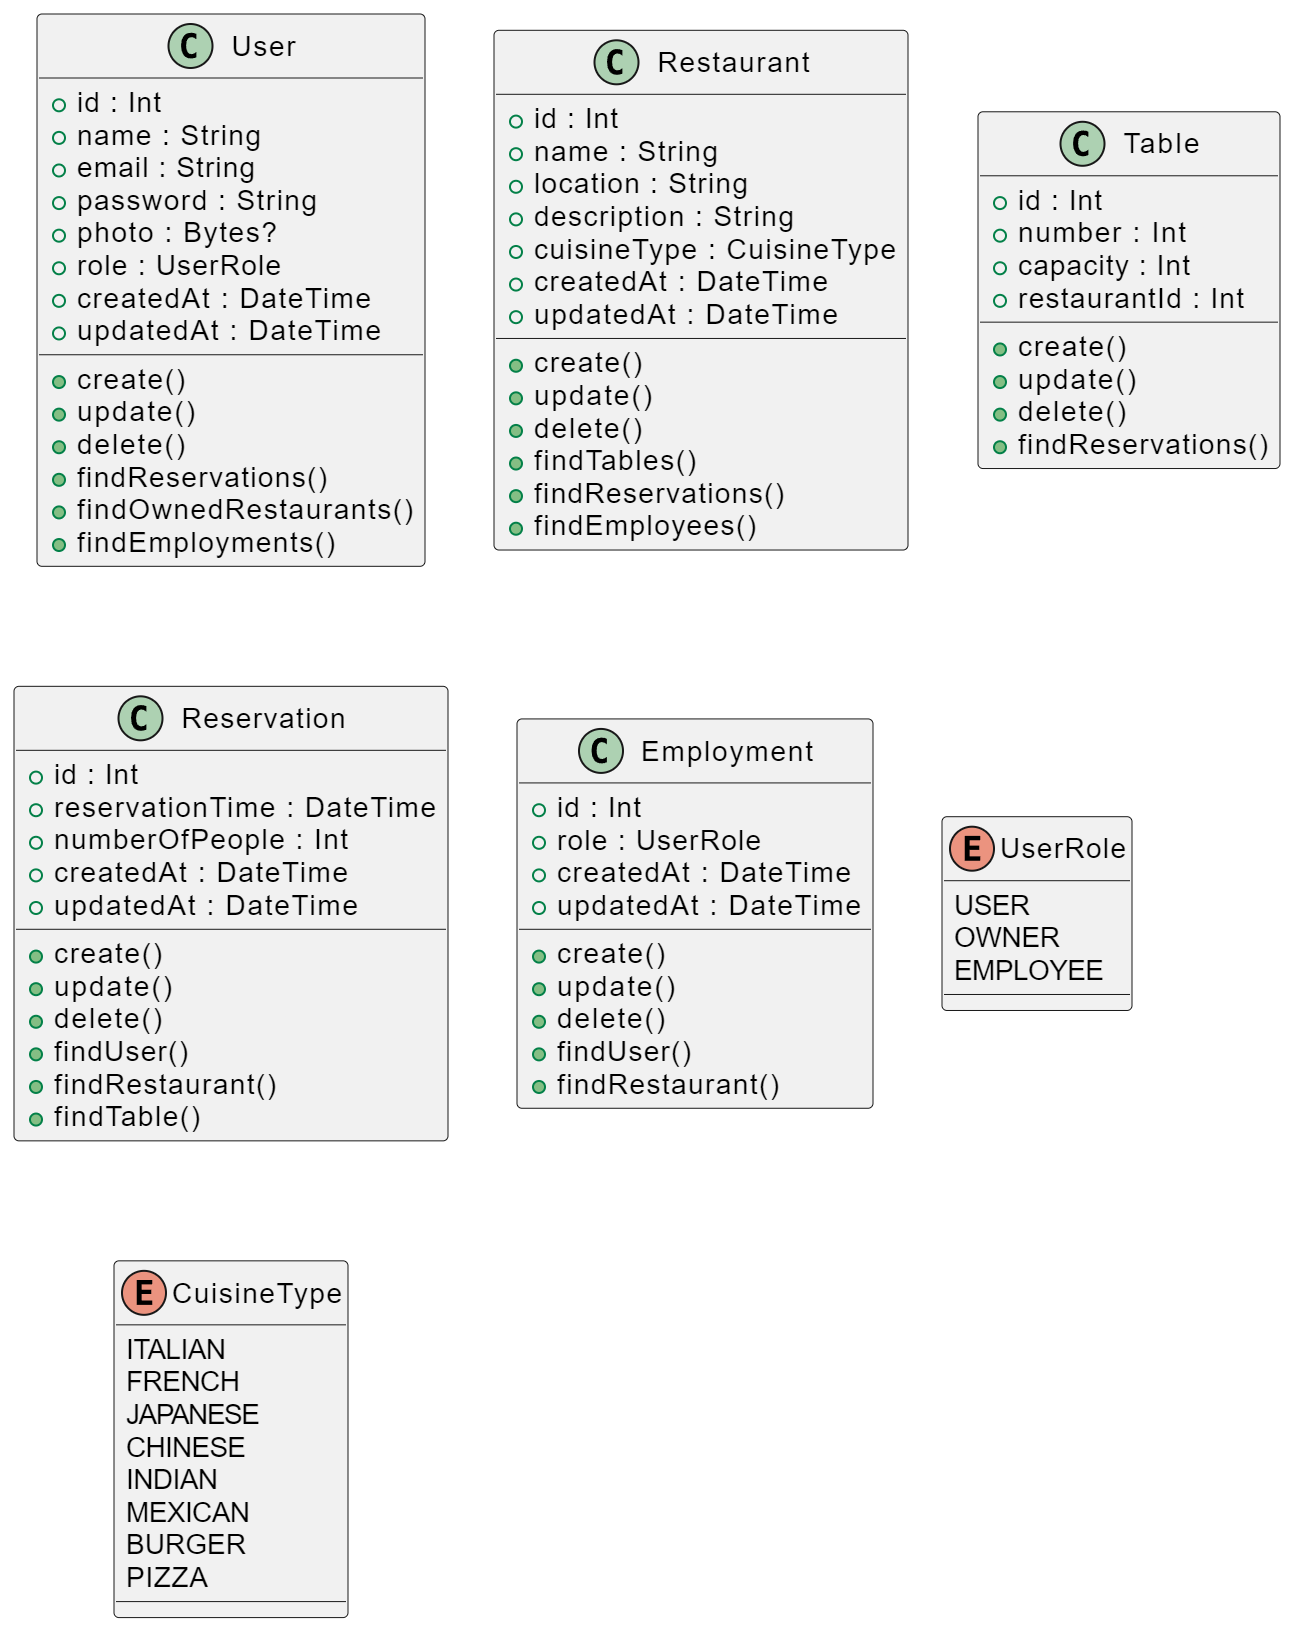 C User
id : Int
name : String
email : String
password : String
photo : Bytes?
role : UserRole
createdAt : DateTime
updatedAt : DateTime
create()
update()
delete()
findReservations()
findOwnedRestaurants()
findEmployments()
C Restaurant
id : Int
name : String
location : String
description : String
cuisineType : CuisineType
createdAt : DateTime
updatedAt : DateTime
create()
update()
delete()
findTables()
findReservations()
findEmployees()
C Table
id : Int
number : Int
capacity : Int
restaurantId : Int
create()
update()
delete()
findReservations()
C Reservation
id : Int
reservationTime : DateTime
numberOfPeople : Int
createdAt : DateTime
updatedAt : DateTime
create()
update()
delete()
findUser()
findRestaurant()
findTable()
C Employment
id : Int
role : UserRole
createdAt : DateTime
updatedAt : DateTime
create()
update()
delete()
findUser()
findRestaurant()
E UserRole
USER
OWNER
EMPLOYEE
E CuisineType
ITALIAN
FRENCH
JAPANESE
CHINESE
INDIAN
MEXICAN
BURGER
PIZZA